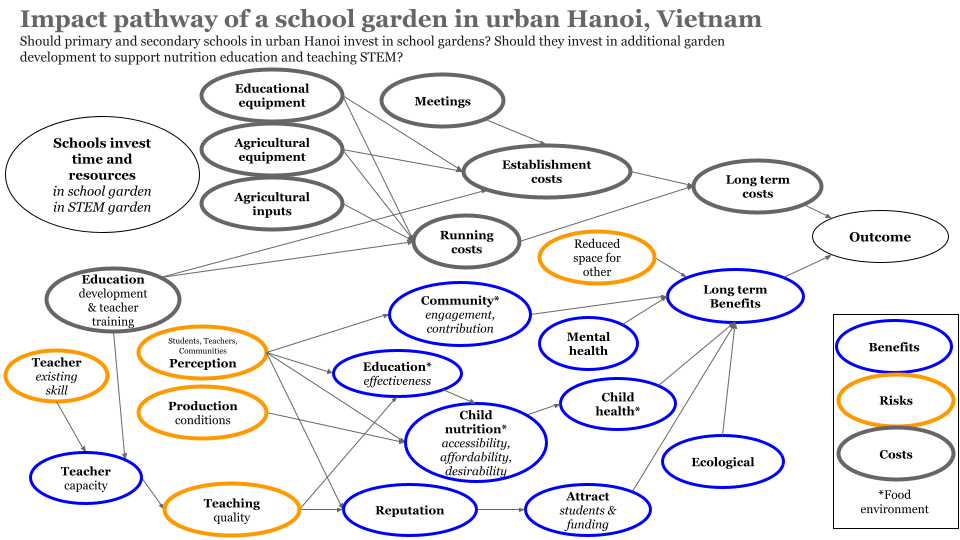 Impact pathway of a school garden in urban Hanoi, Vietnam
Should primary and secondary schools in urban Hanoi invest in school gardens? Should they invest in additional garden
development to support nutrition education and teaching STEM?
Educational
equipment
Meetings
Schools invest
time and
resources
in school garden
in STEM garden
Agricultural
equipment
Establishment
costs
Agricultural
inputs
Long term
costs
Running
costs
Outcome
Reduced
space for
other
Education
development
& teacher
training
Long term
Benefits
Community*
engagement,
contribution
Mental
health
Students, Teachers,
Communities
Perception
Benefits
Teacher
existing
skill
Education*
effectiveness
Child
health*
Risks
Production
conditions
Child
nutrition*
accessibility,
affordability,
desirability
Costs
Teacher
capacity
Ecological
*Food
environment
Teaching
quality
Reputation
Attract
students &
funding